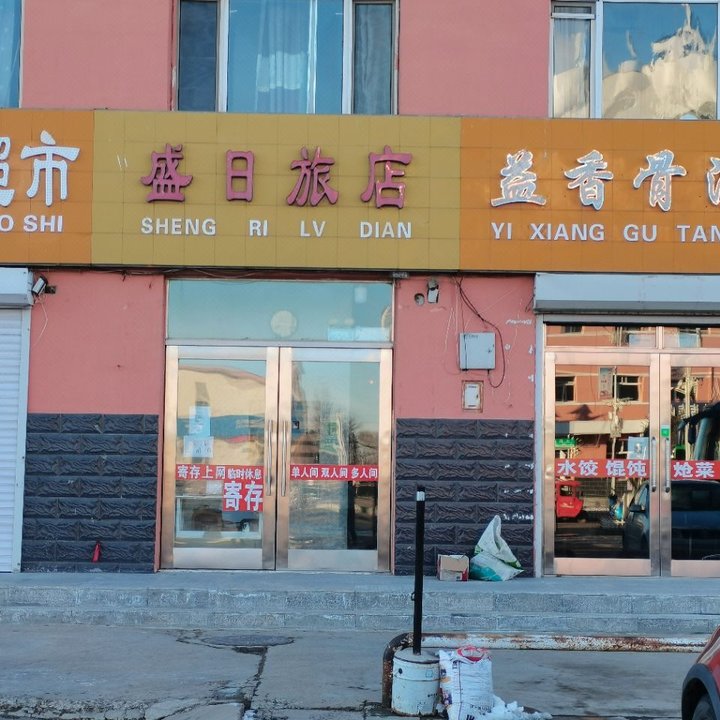 超市
O SHI
盛日旅店
SHENG RI LV DIAN
益香骨汤
YI XIANG GU TAN
寄存 上网 临时休息
寄存
单人间 双人间 多人间
水饺 馄饨
炝菜